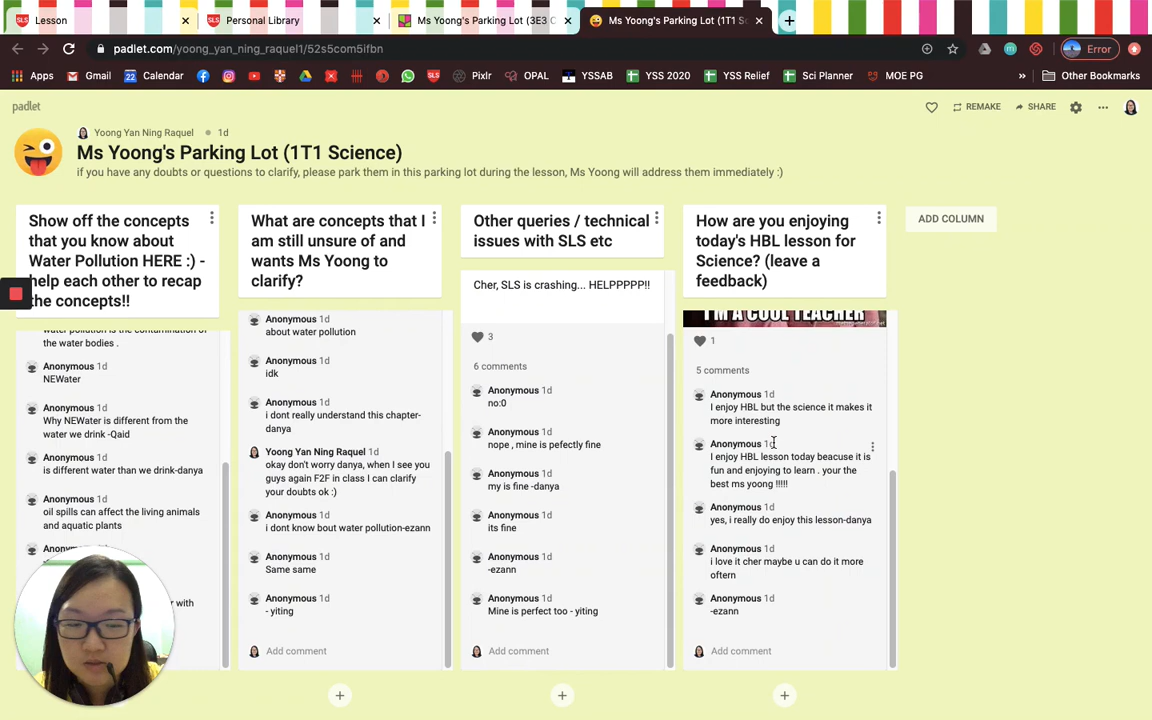 Lesson
Personal Library
Ms Yoong's Parking Lot (3E3 C
Ms Yoong's Parking Lot (1T1 Sc
padlet.com/yoong_yan_ning_raquel1/52s5com5ifbn
Error
Apps
Gmail
22
Calendar
Pixlr
OPAL
YSSAB
YSS 2020
YSS Relief
Sci Planner
MOE PG
»
Other Bookmarks
padlet
REMAKE
SHARE
Yoong Yan Ning Raquel
1d
Ms Yoong's Parking Lot (1T1 Science)
if you have any doubts or questions to clarify, please park them in this parking lot during the lesson, Ms Yoong will address them immediately :)
Show off the concepts
that you know about
Water Pollution HERE :) -
help each other to recap
the concepts!!
water pollution is the contamination of
the water bodies .
Anonymous 1d
NEWater
Anonymous 1d
Why NEWater is different from the
water we drink -Qaid
Anonymous 1d
is different water than we drink-danya
Anonymous 1d
oil spills can affect the living animals
and aquatic plants
with
What are concepts that I
am still unsure of and
wants Ms Yoong to
clarify?
Anonymous 1d
about water pollution
Anonymous 1d
idk
Anonymous 1d
i dont really understand this chapter-
danya
Yoong Yan Ning Raquel 1d
okay don't worry danya, when I see you
guys again F2F in class I can clarify
your doubts ok :)
Anonymous 1d
i dont know bout water pollution-ezann
Anonymous 1d
Same same
Anonymous 1d
- yiting
Add comment
Other queries / technical
issues with SLS etc
Cher, SLS is crashing... HELPPPPP!!
3
6 comments
Anonymous 1d
no:0
Anonymous 1d
nope , mine is pefectly fine
Anonymous 1d
my is fine -danya
Anonymous 1d
its fine
Anonymous 1d
-ezann
Anonymous 1d
Mine is perfect too - yiting
Add comment
How are you enjoying
today's HBL lesson for
Science? (leave a
feedback)
I'M A COOL TEACHER
1
5 comments
Anonymous 1d
I enjoy HBL but the science it makes it
more interesting
Anonymous 1d
I enjoy HBL lesson today beacuse it is
fun and enjoying to learn . your the
best ms yoong !!!!!
Anonymous 1d
yes, i really do enjoy this lesson-danya
Anonymous 1d
i love it cher maybe u can do it more
oftern
Anonymous 1d
-ezann
Add comment
ADD COLUMN